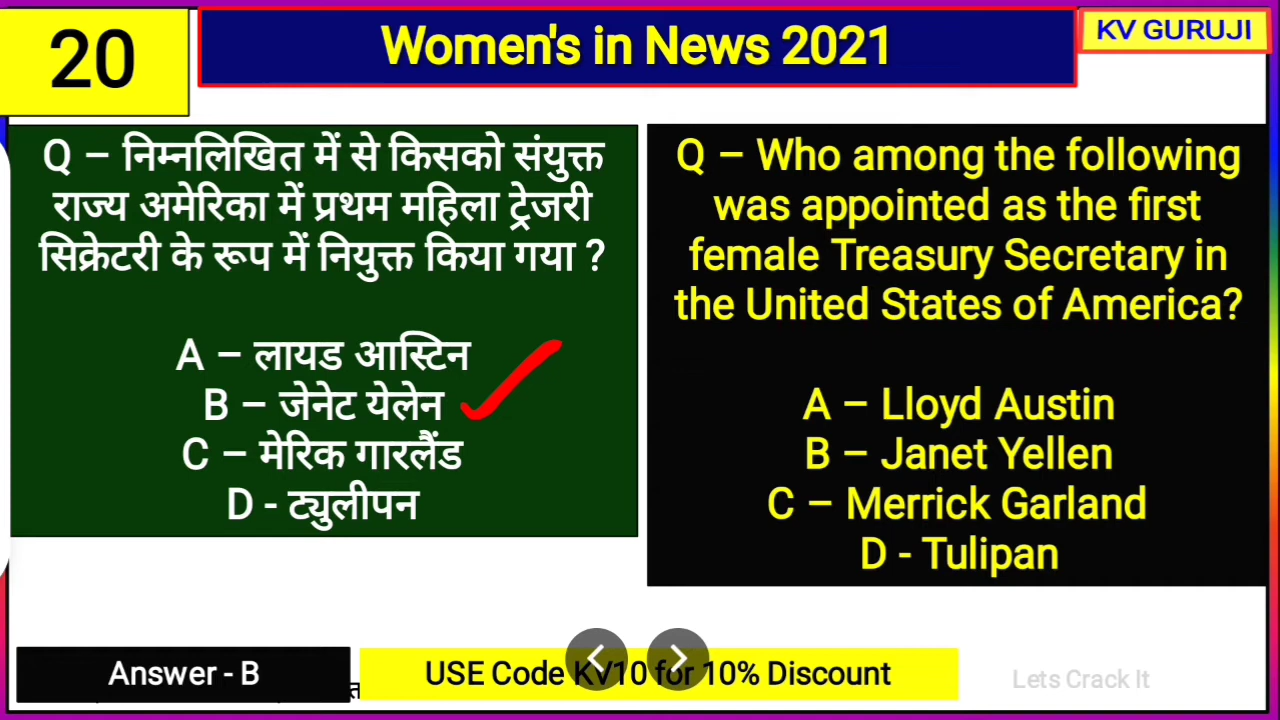 20
Women's in News 2021
KV GURUJI
Q – निम्नलिखित में से किसको संयुक्त
राज्य अमेरिका में प्रथम महिला ट्रेजरी
सिक्रेटरी के रूप में नियुक्त किया गया ?
A – लायड आस्टिन
B – जेनेट येलेन
C – मेरिक गारलैंड
D - ट्युलीपन
Q – Who among the following
was appointed as the first
female Treasury Secretary in
the United States of America?
A – Lloyd Austin
B – Janet Yellen
C – Merrick Garland
D - Tulipan
Answer - B
USE Code KV10 for 10% Discount
Lets Crack It